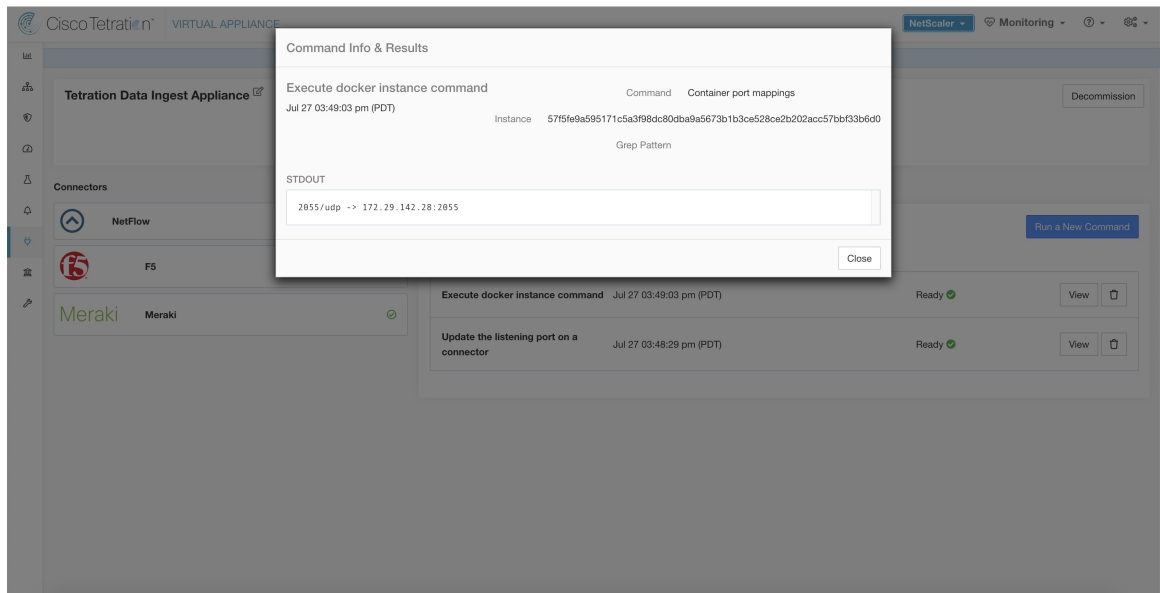 Cisco Tetration™ VIRTUAL APPLIANCE NetScaler Monitoring
Command Info & Results
Execute docker instance command
Jul 27 03:49:03 pm (PDT)
Command Container port mappings
Instance 57f5fe9a595171c5a3f98dc80dba9a5673b1b3ce528ce2b202acc57bbf33b6d0
Grep Pattern
STDOUT
2055/udp -> 172.29.142.28:2055
Close
Tetration Data Ingest Appliance
Decommission
Connectors
NetFlow
F5
Meraki Meraki
Run a New Command
Execute docker instance command Jul 27 03:49:03 pm (PDT) Ready View
Update the listening port on a
connector
Jul 27 03:48:29 pm (PDT) Ready View